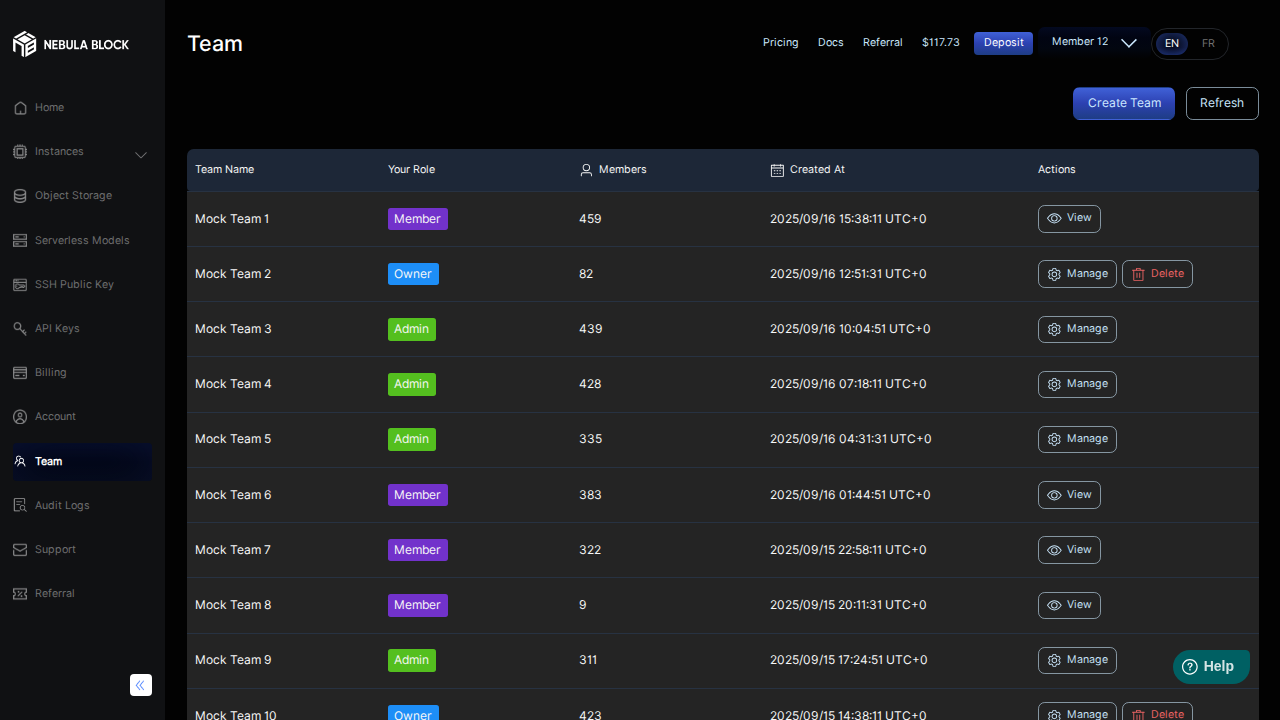 NEBULA BLOCK
Home
Instances
Object Storage
Serverless Models
SSH Public Key
API Keys
Billing
Account
Team
Audit Logs
Support
Referral
Team
Pricing Docs Referral $117.73 Deposit Member 12 EN FR
Create Team Refresh
Team Name Your Role Members Created At Actions
Mock Team 1 Member 459 2025/09/16 15:38:11 UTC+0 View
Mock Team 2 Owner 82 2025/09/16 12:51:31 UTC+0 Manage Delete
Mock Team 3 Admin 439 2025/09/16 10:04:51 UTC+0 Manage
Mock Team 4 Admin 428 2025/09/16 07:18:11 UTC+0 Manage
Mock Team 5 Admin 335 2025/09/16 04:31:31 UTC+0 Manage
Mock Team 6 Member 383 2025/09/16 01:44:51 UTC+0 View
Mock Team 7 Member 322 2025/09/15 22:58:11 UTC+0 View
Mock Team 8 Member 9 2025/09/15 20:11:31 UTC+0 View
Mock Team 9 Admin 311 2025/09/15 17:24:51 UTC+0 Manage
Mock Team 10 Owner 423 2025/09/15 14:38:11 UTC+0 Manage Delete
Help